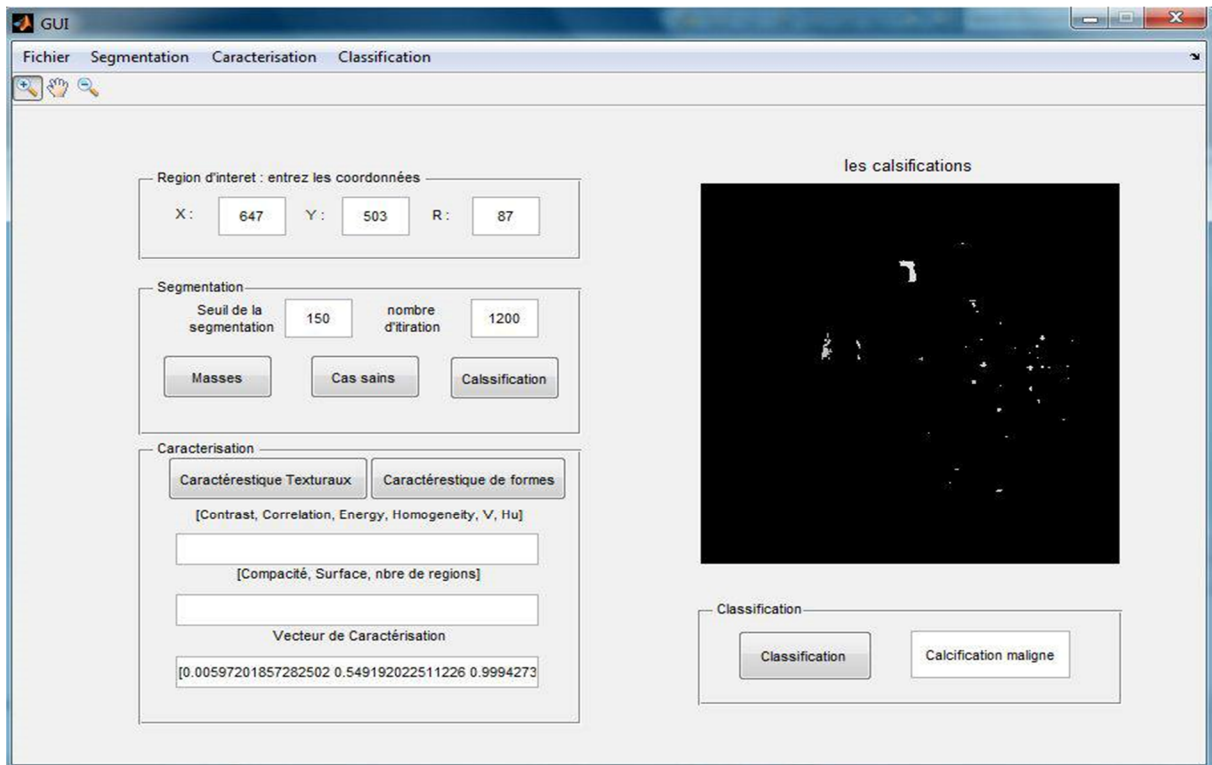 GUI
Fichier Segmentation Caracterisation Classification
Region d'interet : entrez les coordonnées
X : 647 Y : 503 R : 87
Segmentation
Seuil de la segmentation 150 nombre d'itiration 1200
Masses Cas sains Calssification
Caracterisation
Caractérestique Texturaux Caractérestique de formes
[Contrast, Correlation, Energy, Homogeneity, V, Hu]
[Compacité, Surface, nbre de regions]
Vecteur de Caractérisation
[0.00597201857282502 0.549192022511226 0.9994273
les calsifications
Classification
Classification Calcification maligne